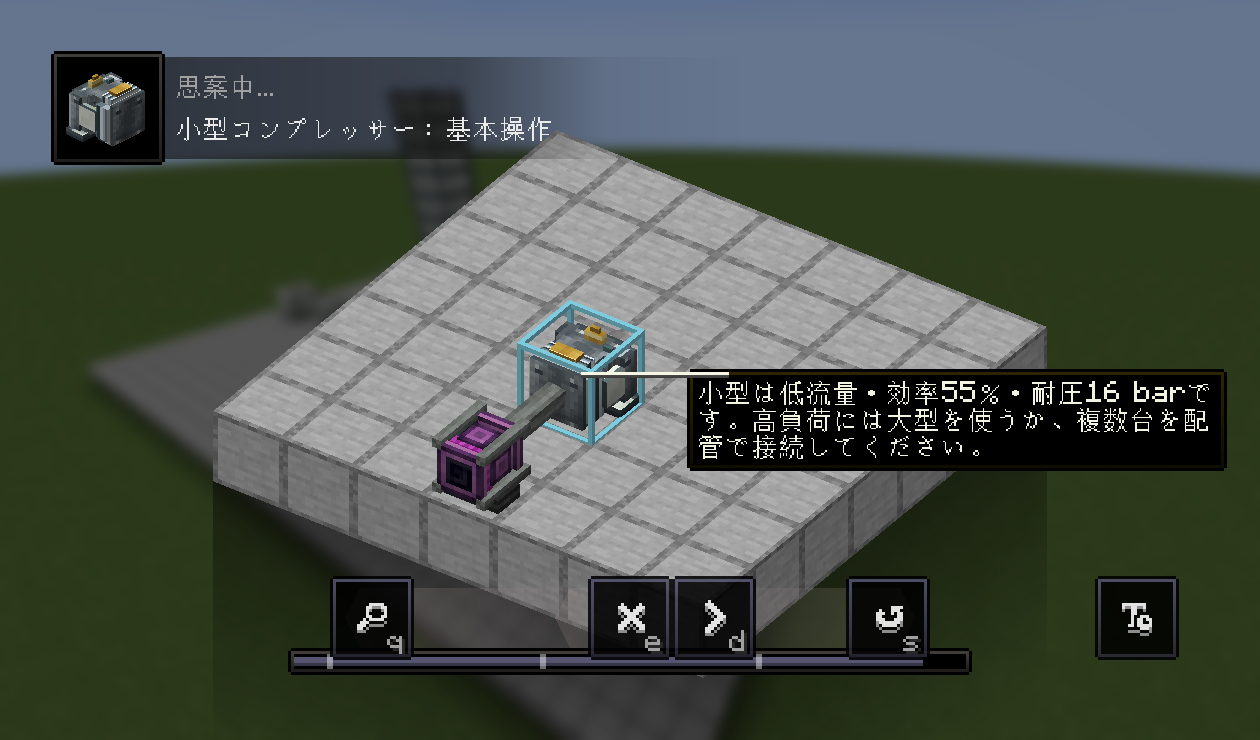 思案中...
小型コンプレッサー：基本操作
小型は低流量・効率55%・耐圧16 barで
す。高負荷には大型を使うか、複数台を配
管で接続してください。
q
e
d
s